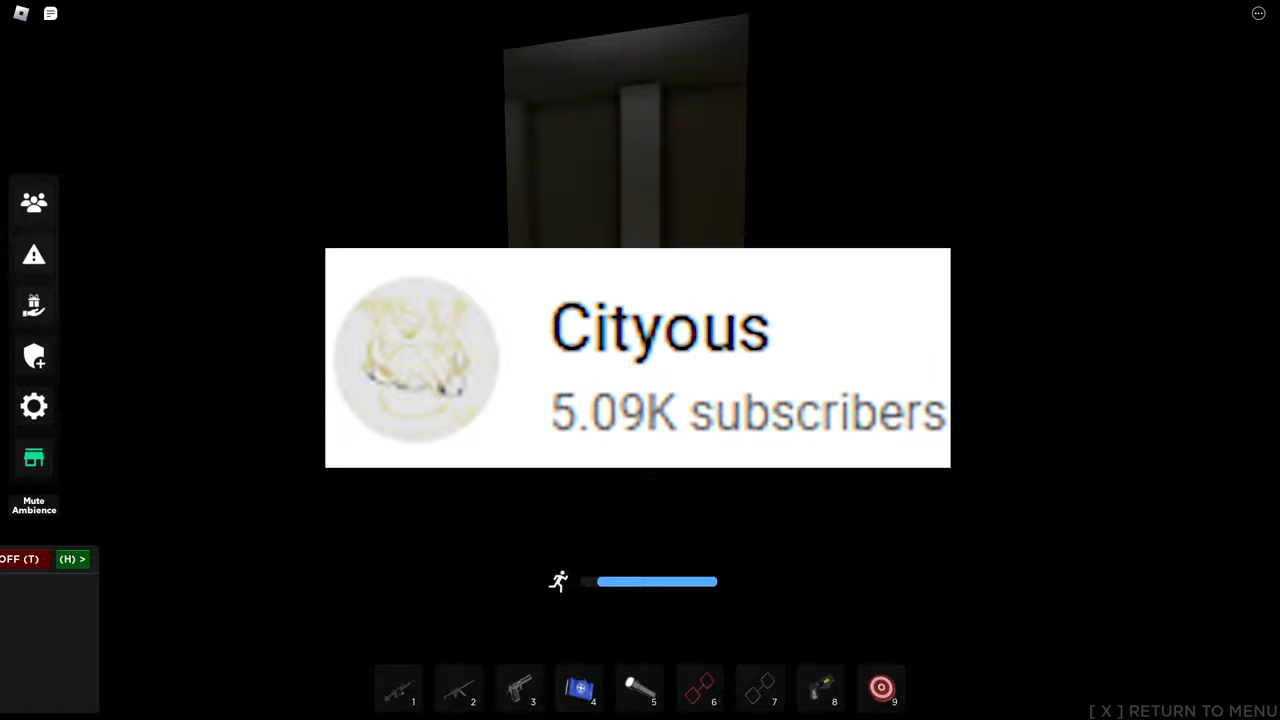 Cityous
5.09K subscribers
Mute
Ambience
OFF (T)
(H) >
1
2
3
4
5
6
7
8
9
[ X ] RETURN TO MENU